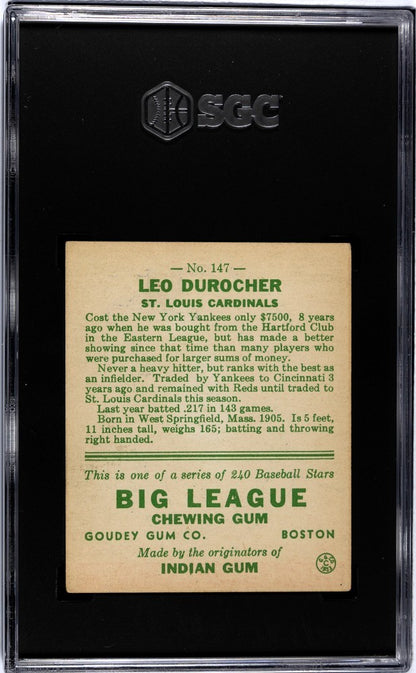 SGC
— No. 147 —
LEO DUROCHER
ST. LOUIS CARDINALS
Cost the New York Yankees only $7500, 8 years
ago when he was bought from the Hartford Club
in the Eastern League, but has made a better
showing since that time than many players who
were purchased for larger sums of money.
Never a heavy hitter, but ranks with the best as
an infielder. Traded by Yankees to Cincinnati 3
years ago and remained with Reds until traded to
St. Louis Cardinals this season.
Last year batted .217 in 143 games.
Born in West Springfield, Mass. 1905. Is 5 feet,
11 inches tall, weighs 165; batting and throwing
right handed.
This is one of a series of 240 Baseball Stars
BIG LEAGUE
CHEWING GUM
GOUDEY GUM CO. BOSTON
Made by the originators of
INDIAN GUM